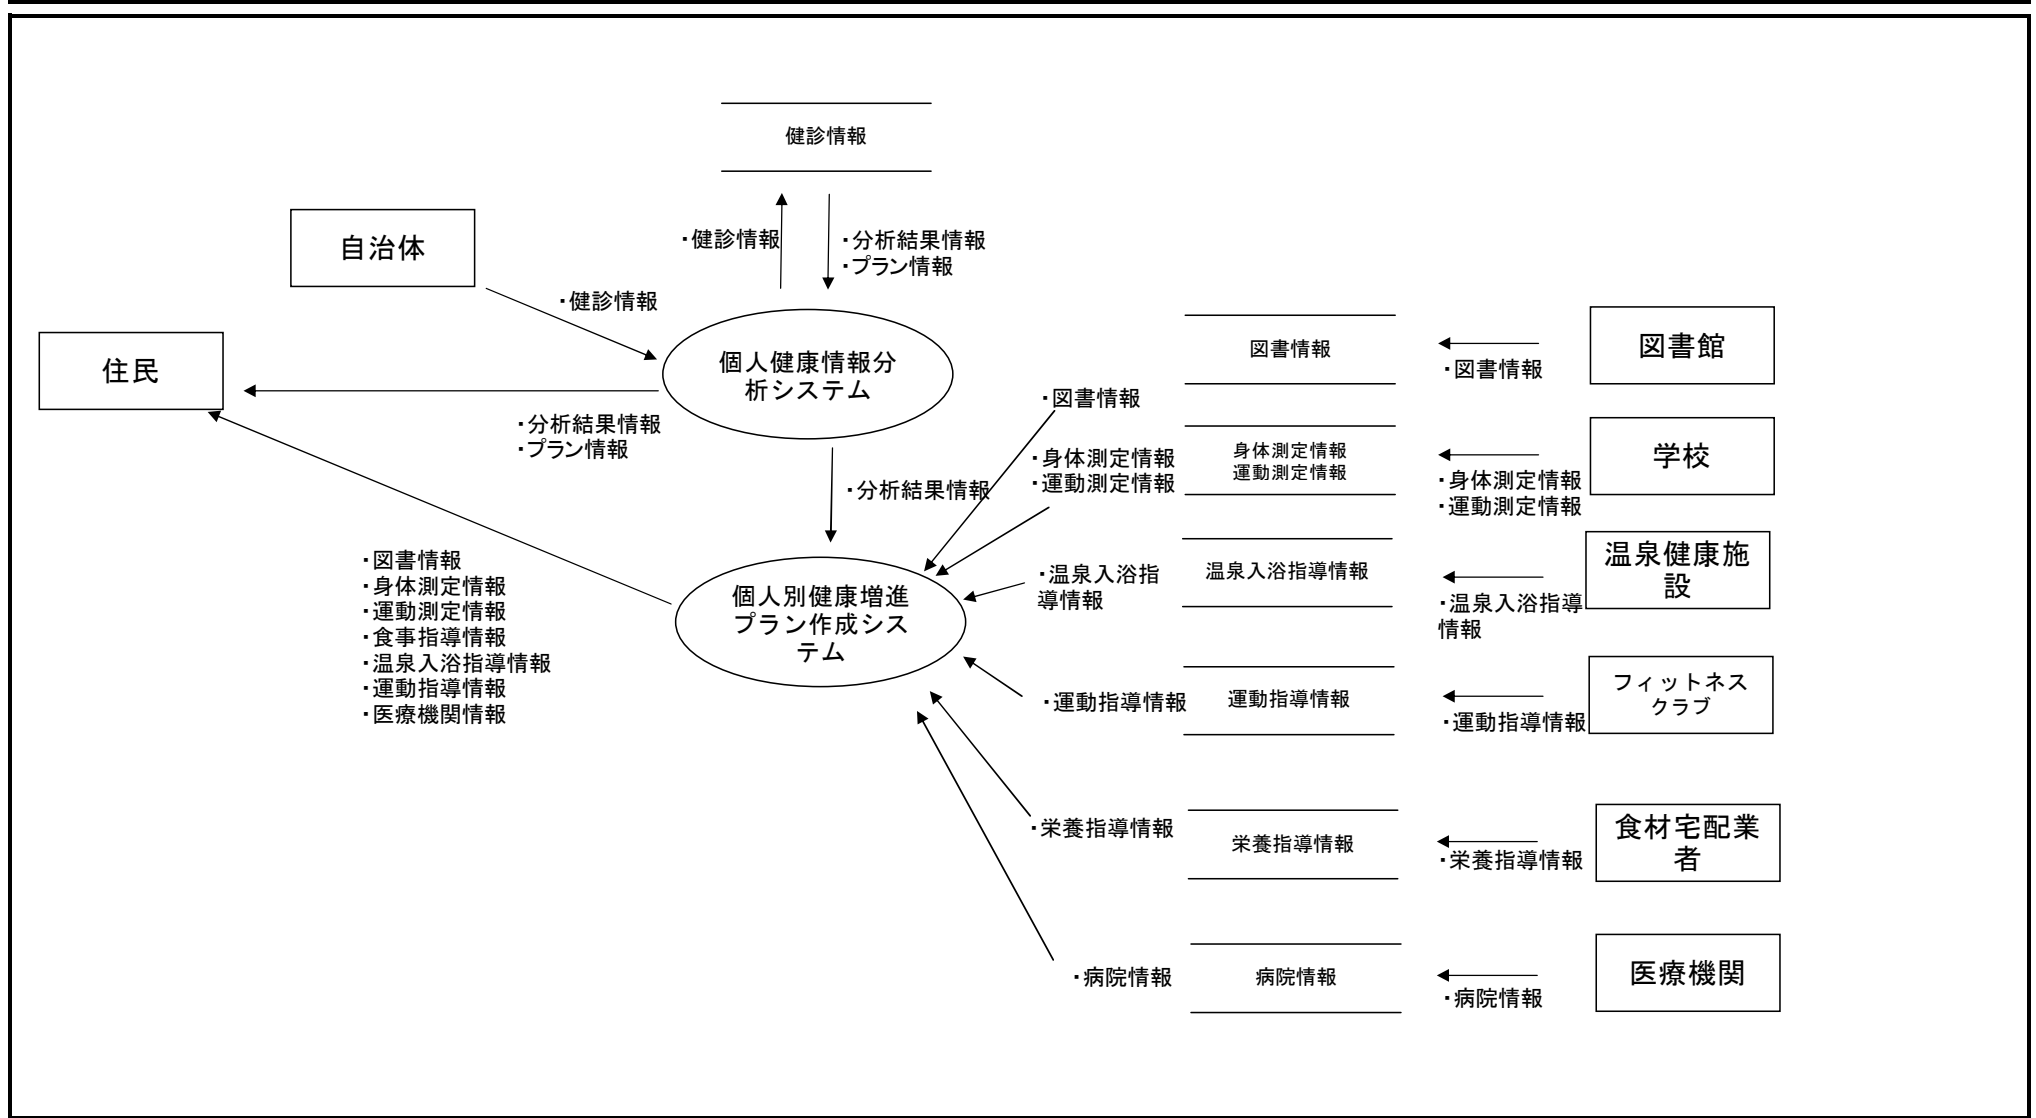 健診情報
自治体
・健診情報
・分析結果情報
・プラン情報
・健診情報
住民
個人健康情報分
析システム
・分析結果情報
・プラン情報
・分析結果情報
・図書情報
身体測定情報
運動測定情報
・身体測定情報
・運動測定情報
図書情報
図書館
・図書情報
学校
・身体測定情報
・運動測定情報
・図書情報
・身体測定情報
・運動測定情報
・食事指導情報
・温泉入浴指導情報
・運動指導情報
・医療機関情報
個人別健康増進
プラン作成シス
テム
・温泉入浴指
導情報
温泉入浴指導情報
温泉健康施
設
・温泉入浴指導
情報
・運動指導情報
運動指導情報
フィットネス
クラブ
・運動指導情報
・栄養指導情報
栄養指導情報
食材宅配業
者
・栄養指導情報
・病院情報
病院情報
医療機関
・病院情報